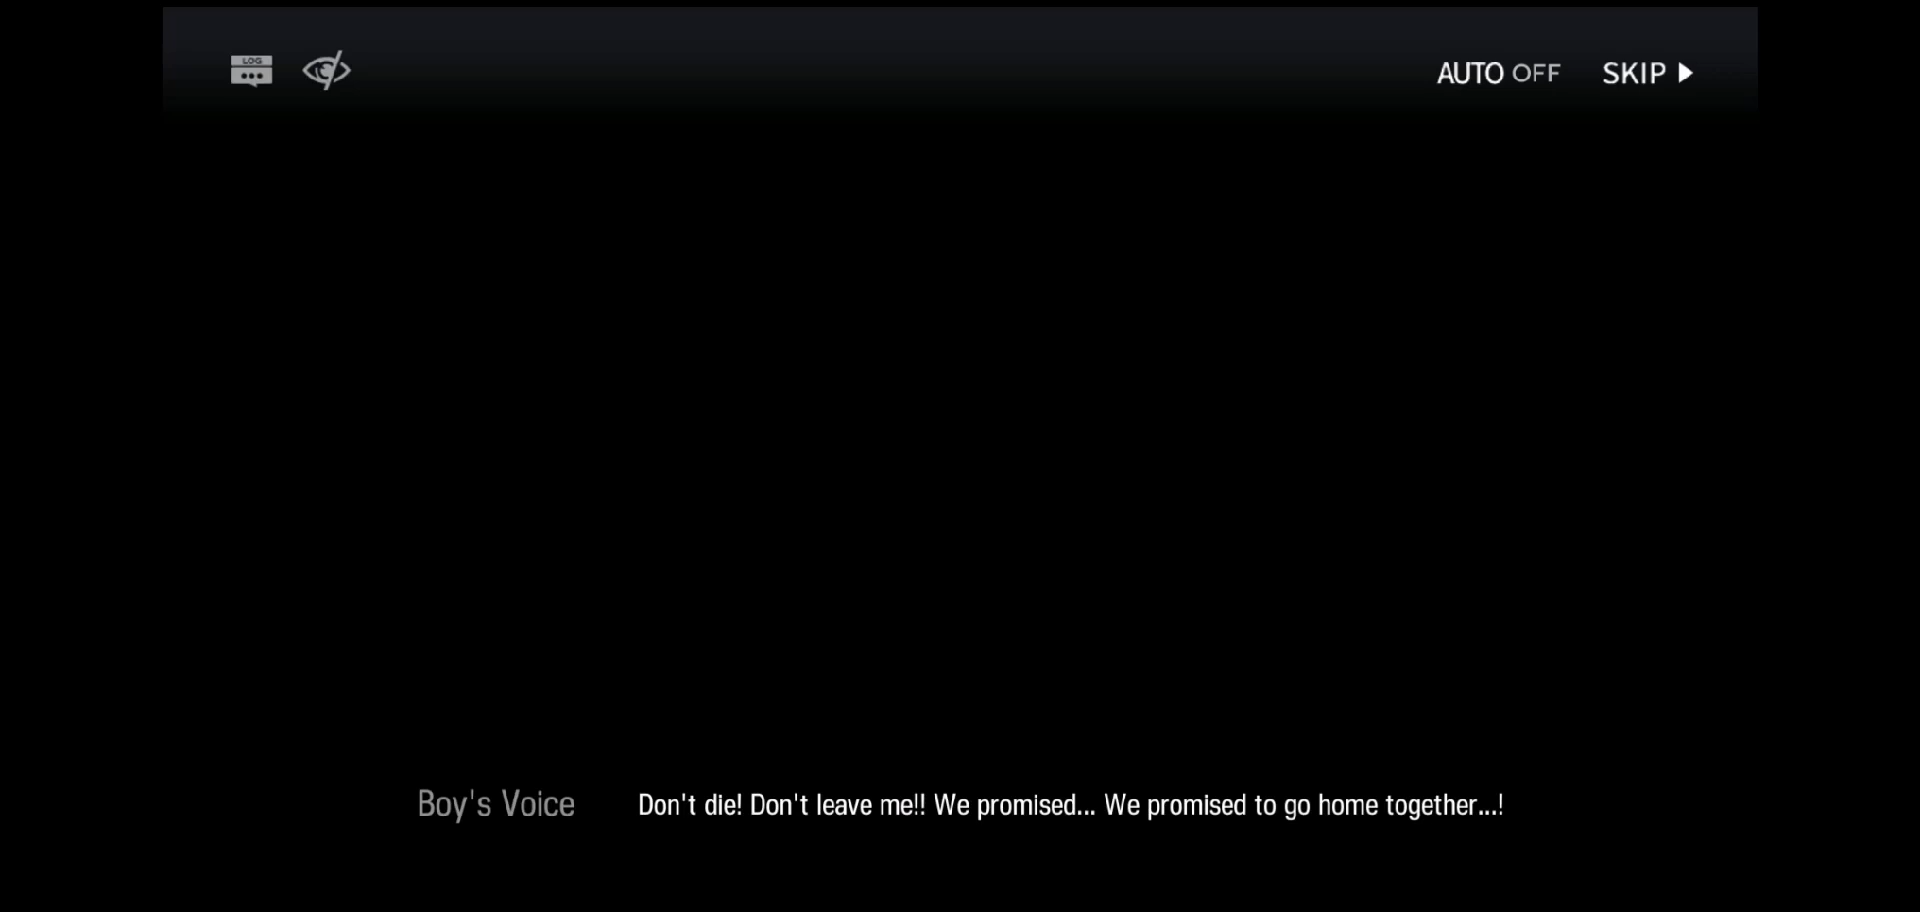 LOG
AUTO OFF SKIP
Boy's Voice Don't die! Don't leave me!! We promised... We promised to go home together...!